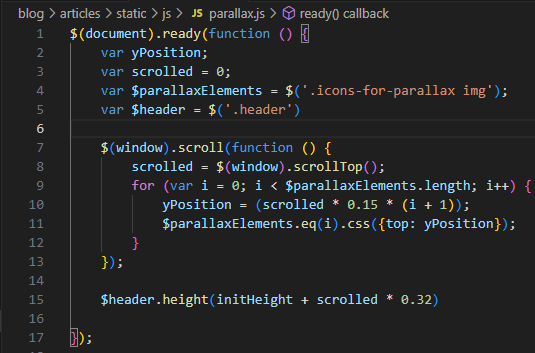 blog > articles > static > js > JS parallax.js > ready() callback
1 $(document).ready(function () {
2     var yPosition;
3     var scrolled = 0;
4     var $parallaxElements = $('.icons-for-parallax img');
5     var $header = $('.header')
6
7     $(window).scroll(function () {
8         scrolled = $(window).scrollTop();
9         for (var i = 0; i < $parallaxElements.length; i++) {
10             yPosition = (scrolled * 0.15 * (i + 1));
11             $parallaxElements.eq(i).css({top: yPosition});
12         }
13     });
14
15     $header.height(initHeight + scrolled * 0.32)
16
17 });